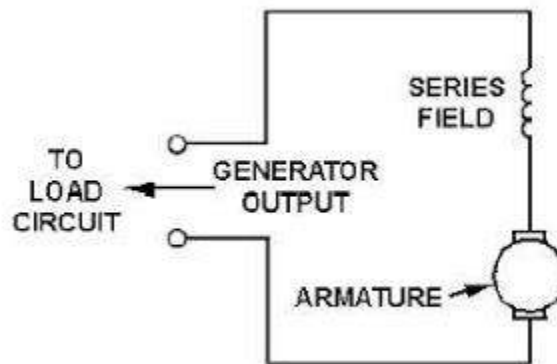 SERIES
FIELD
TO
LOAD
CIRCUIT
GENERATOR
OUTPUT
ARMATURE